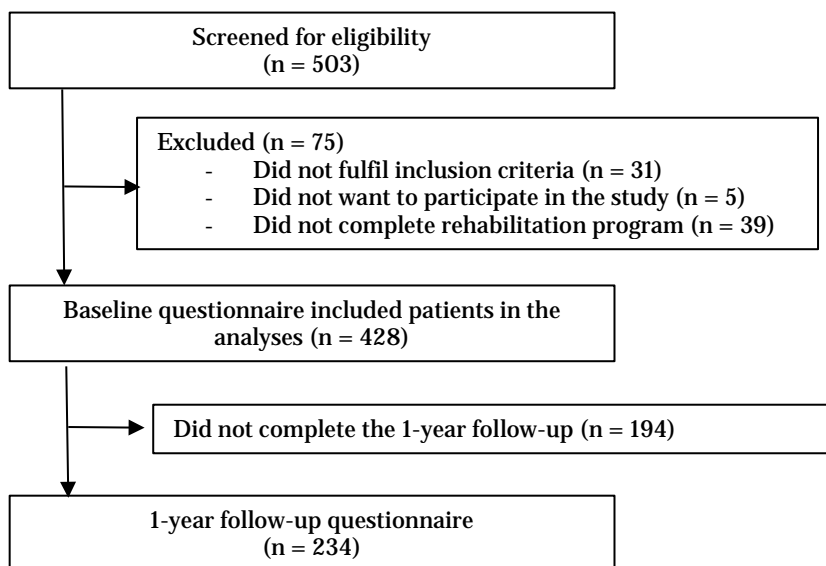 Screened for eligibility
(n = 503)
Excluded (n = 75)
- Did not fulfil inclusion criteria (n = 31)
- Did not want to participate in the study (n = 5)
- Did not complete rehabilitation program (n = 39)
Baseline questionnaire included patients in the
analyses (n = 428)
Did not complete the 1-year follow-up (n = 194)
1-year follow-up questionnaire
(n = 234)